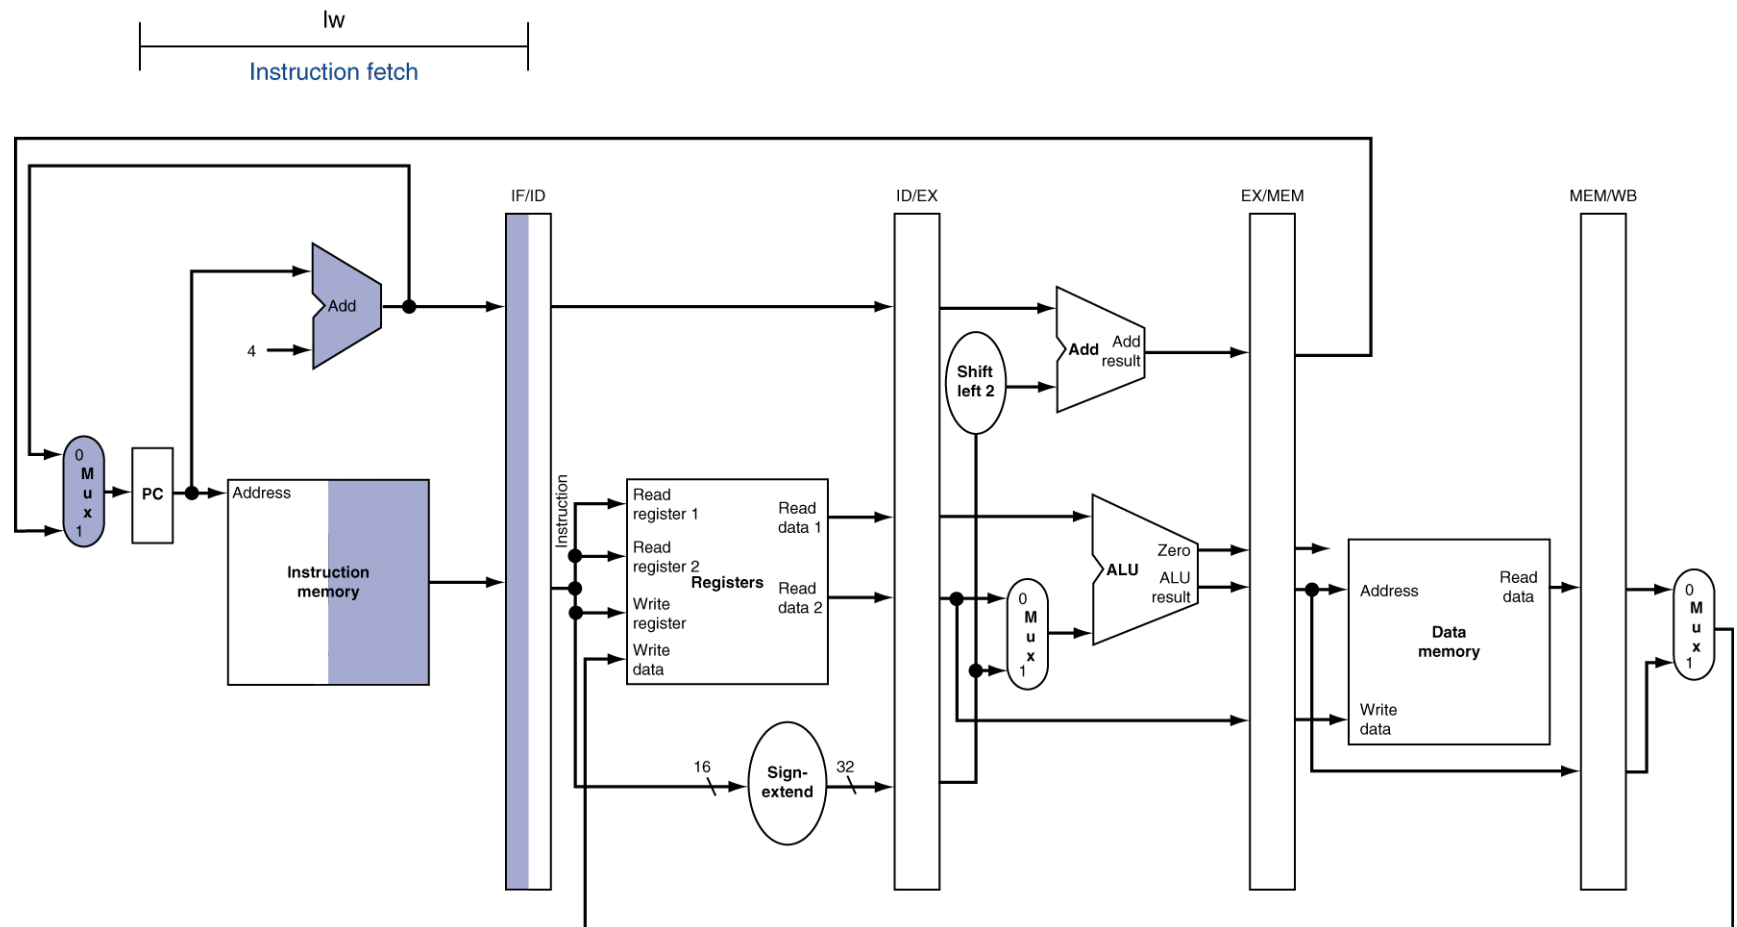 lw
Instruction fetch
IF/ID
ID/EX
EX/MEM
MEM/WB
Add
4
Add
Add
result
Shift
left 2
0
M
u
x
1
PC
Address
Instruction
memory
Instruction
Read
register 1
Read
register 2
Write
register
Write
data
Registers
Read
data 1
Read
data 2
16
Sign-
extend
32
0
M
u
x
1
ALU
Zero
ALU
result
Address
Read
data
Data
memory
Write
data
0
M
u
x
1